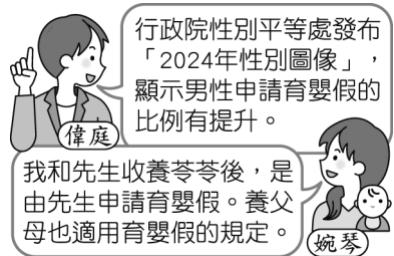 行政院性別平等處發布
「2024年性別圖像」，
顯示男性申請育嬰假的
比例有提升。
偉庭
我和先生收養苓苓後，是
由先生申請育嬰假。養父
母也適用育嬰假的規定。
婉琴